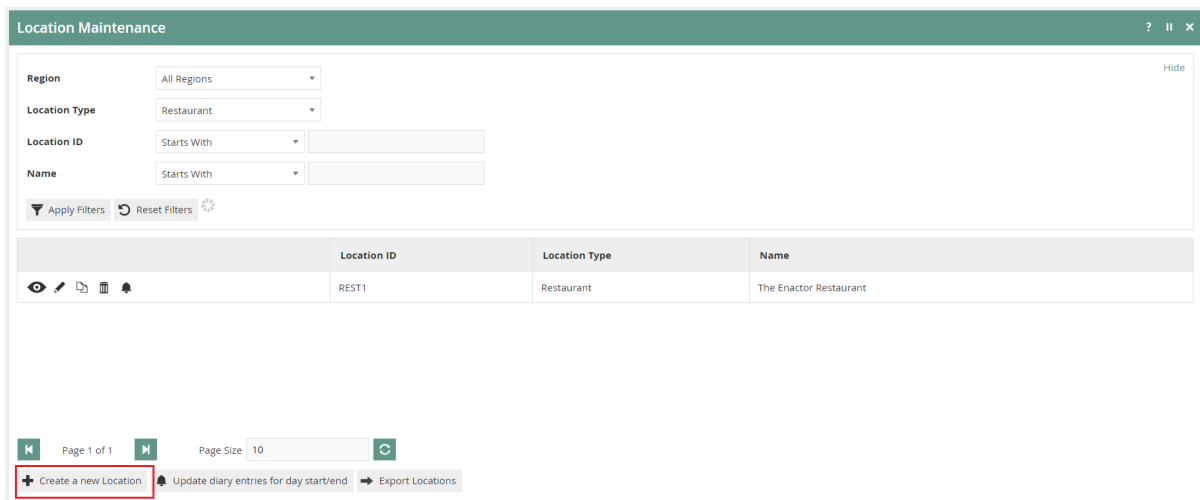 Location Maintenance ? II ×
Hide
Region All Regions
Location Type Restaurant
Location ID Starts With
Name Starts With
Apply Filters Reset Filters
Location ID Location Type Name
REST1 Restaurant The Enactor Restaurant
Page 1 of 1 Page Size 10
Create a new Location Update diary entries for day start/end Export Locations